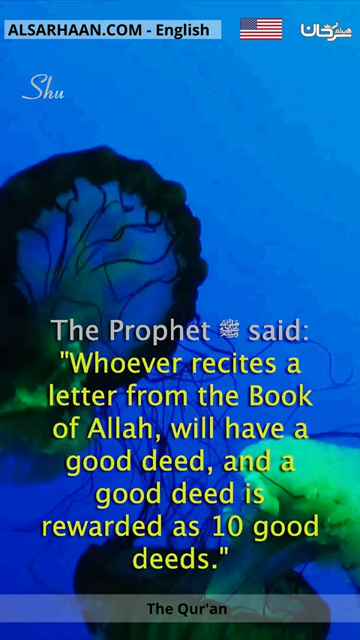 ALSARHAAN.COM - English
Shu
The Prophet ﷺ said:
"Whoever recites a
letter from the Book
of Allah, will have a
good deed, and a
good deed is
rewarded as 10 good
deeds."
The Qur'an